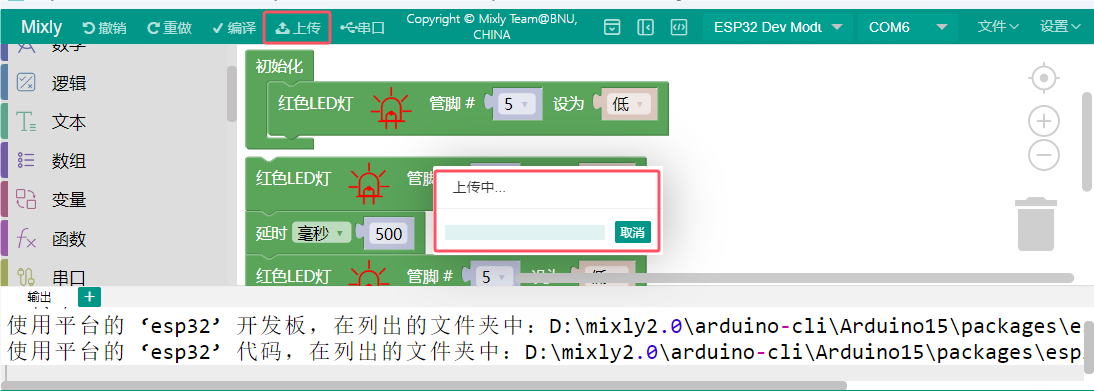 Mixly 撤销 重做 编译 上传 串口 Copyright © Mixly Team@BNU, CHINA ESP32 Dev Modu COM6 文件 设置
数学
逻辑
文本
数组
变量
函数
串口
初始化
红色LED灯 管脚 # 5 设为 低
红色LED灯 管脚
延时 毫秒 500
红色LED灯 管脚 # 5 设为 低
上传中...
取消
输出 +
使用平台的 ‘esp32’ 开发板，在列出的文件夹中：D:\mixly2.0\arduino-cli\Arduino15\packages\e
使用平台的 ‘esp32’ 代码，在列出的文件夹中：D:\mixly2.0\arduino-cli\Arduino15\packages\esp